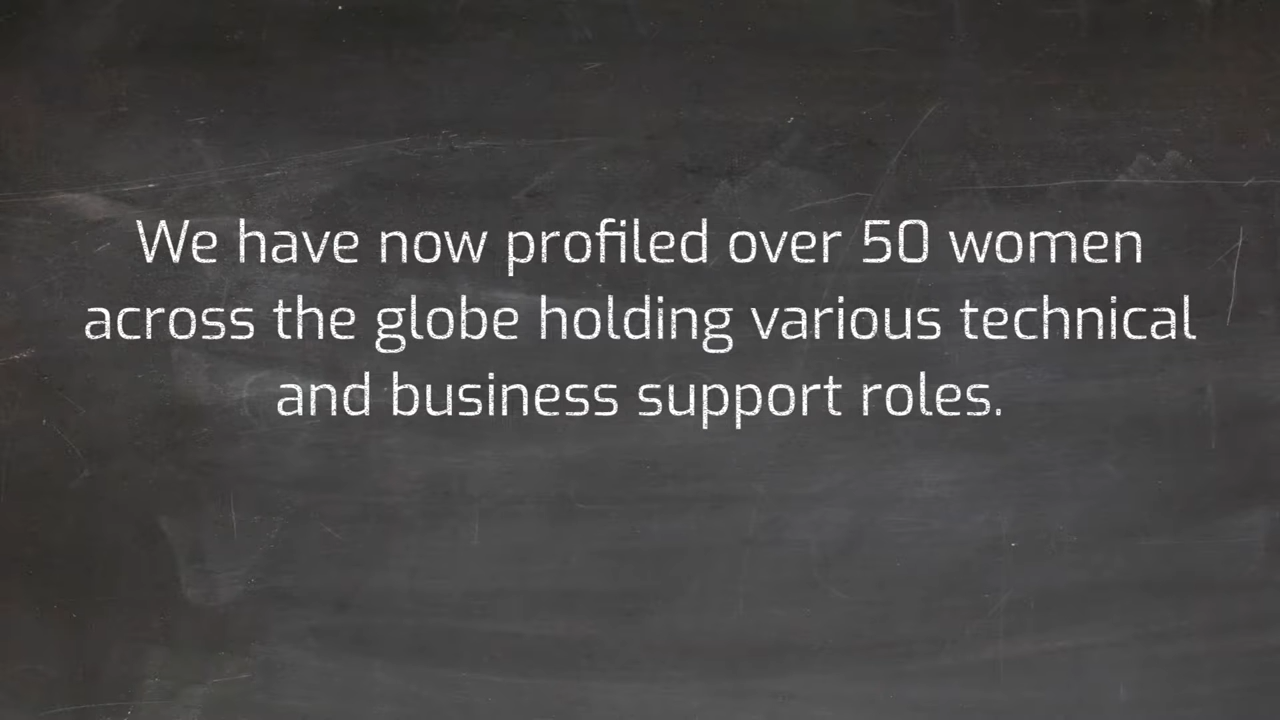 We have now profiled over 50 women
across the globe holding various technical
and business support roles.